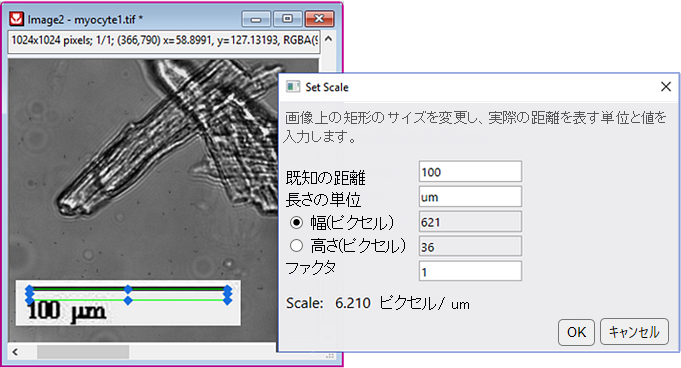 Image2 - myocyte1.tif *
1024x1024 pixels; 1/1; (366,790) x=58.8991, y=127.13193, RGBA(9
100 μm
Set Scale
画像上の矩形のサイズを変更し、実際の距離を表す単位と値を
入力します。
既知の距離 100
長さの単位 um
幅(ピクセル) 621
高さ(ピクセル) 36
ファクタ 1
Scale: 6.210 ピクセル/ um
OK キャンセル